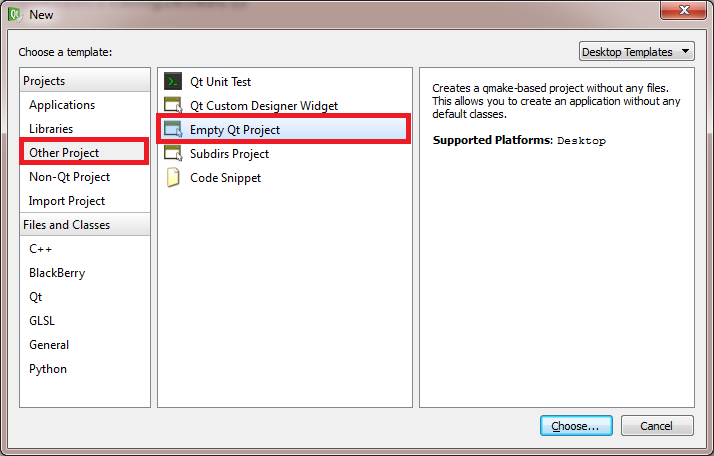 New
Choose a template:
Desktop Templates
Projects
Applications
Libraries
Other Project
Non-Qt Project
Import Project
Files and Classes
C++
BlackBerry
Qt
GLSL
General
Python
Qt Unit Test
Qt Custom Designer Widget
Empty Qt Project
Subdirs Project
Code Snippet
Creates a qmake-based project without any files.
This allows you to create an application without any
default classes.
Supported Platforms: Desktop
Choose...
Cancel